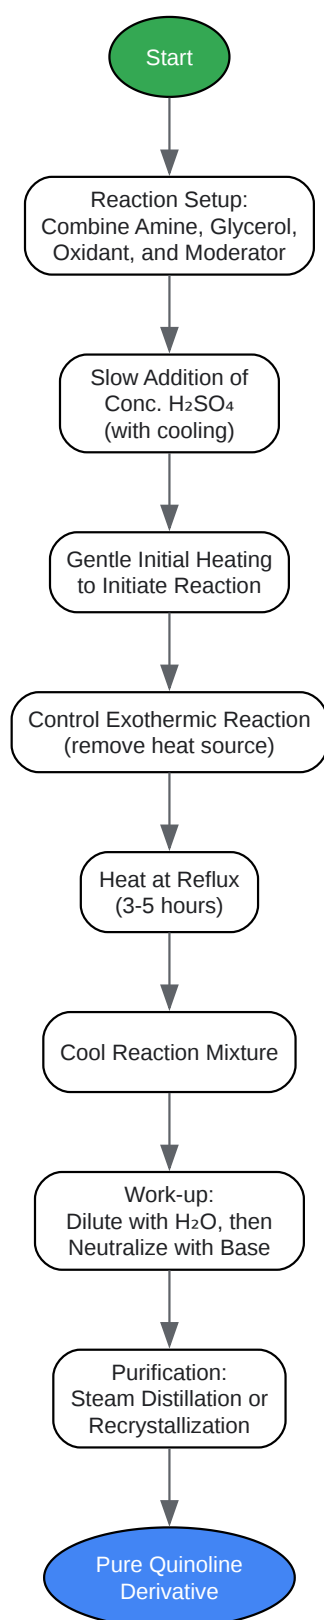 Start
Reaction Setup:
Combine Amine, Glycerol,
Oxidant, and Moderator
Slow Addition of
Conc. H₂SO₄
(with cooling)
Gentle Initial Heating
to Initiate Reaction
Control Exothermic Reaction
(remove heat source)
Heat at Reflux
(3-5 hours)
Cool Reaction Mixture
Work-up:
Dilute with H₂O, then
Neutralize with Base
Purification:
Steam Distillation or
Recrystallization
Pure Quinoline
Derivative